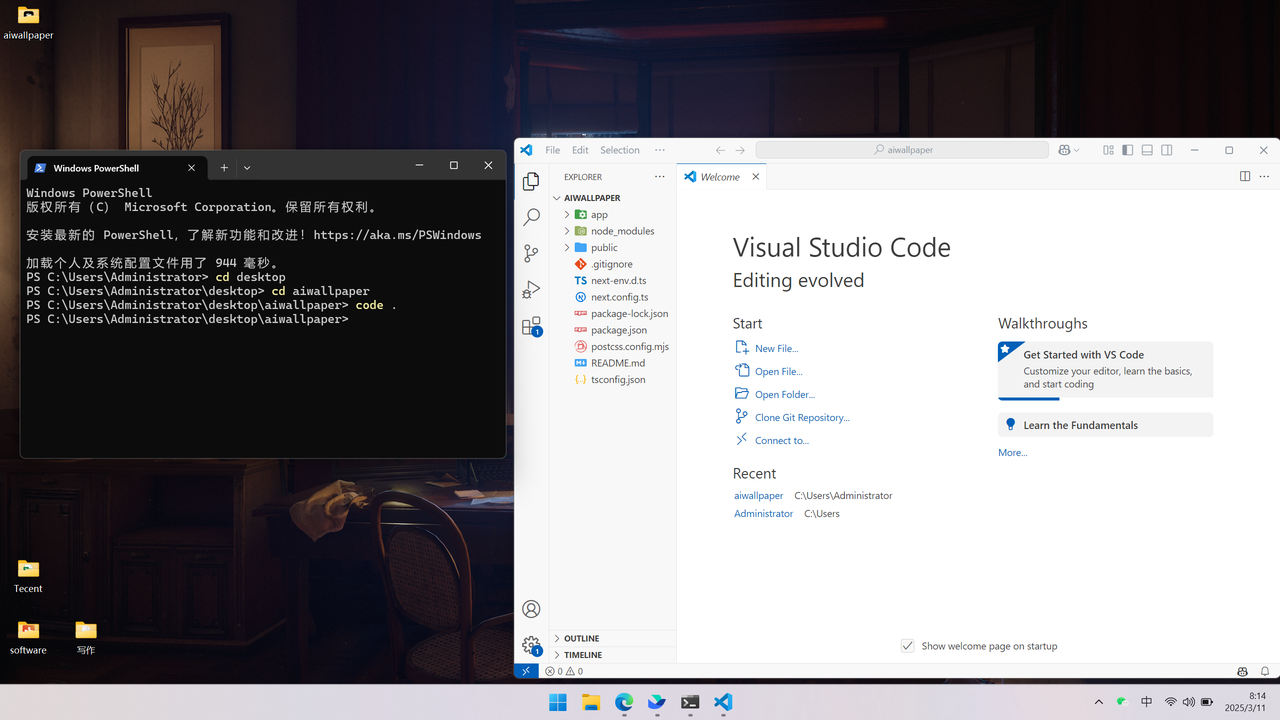 aiwallpaper
Windows PowerShell
Windows PowerShell
版权所有 (C) Microsoft Corporation。保留所有权利。
安装最新的 PowerShell，了解新功能和改进！https://aka.ms/PSWindows
加载个人及系统配置文件用了 944 毫秒。
PS C:\Users\Administrator> cd desktop
PS C:\Users\Administrator\desktop> cd aiwallpaper
PS C:\Users\Administrator\desktop\aiwallpaper> code .
PS C:\Users\Administrator\desktop\aiwallpaper>
File Edit Selection ···
aiwallpaper
EXPLORER ···
Welcome
AIWALLPAPER
app
node_modules
public
.gitignore
TS next-env.d.ts
next.config.ts
package-lock.json
package.json
postcss.config.mjs
README.md
tsconfig.json
OUTLINE
TIMELINE
1
1
Visual Studio Code
Editing evolved
Start
New File...
Open File...
Open Folder...
Clone Git Repository...
Connect to...
Recent
aiwallpaper C:\Users\Administrator
Administrator C:\Users
Walkthroughs
Get Started with VS Code
Customize your editor, learn the basics,
and start coding
Learn the Fundamentals
More...
Show welcome page on startup
0 0
Tecent
software
写作
中
8:14
2025/3/11